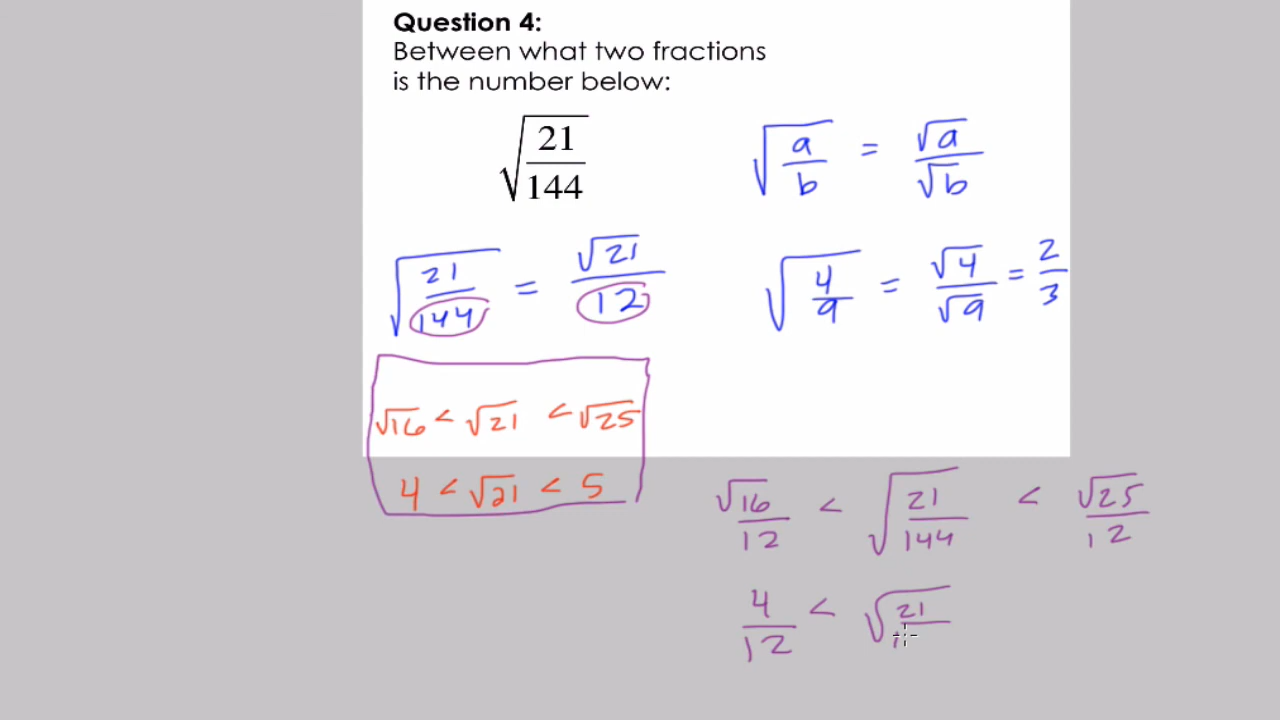 Question 4:
Between what two fractions
is the number below:
√(21/144)
√(a/b) = √a/√b
√(21/144) = √21/12
√(4/9) = √4/√9 = 2/3
√16 < √21 < √25
4 < √21 < 5
√16/12 < √(21/144) < √25/12
4/12 < √(21/1